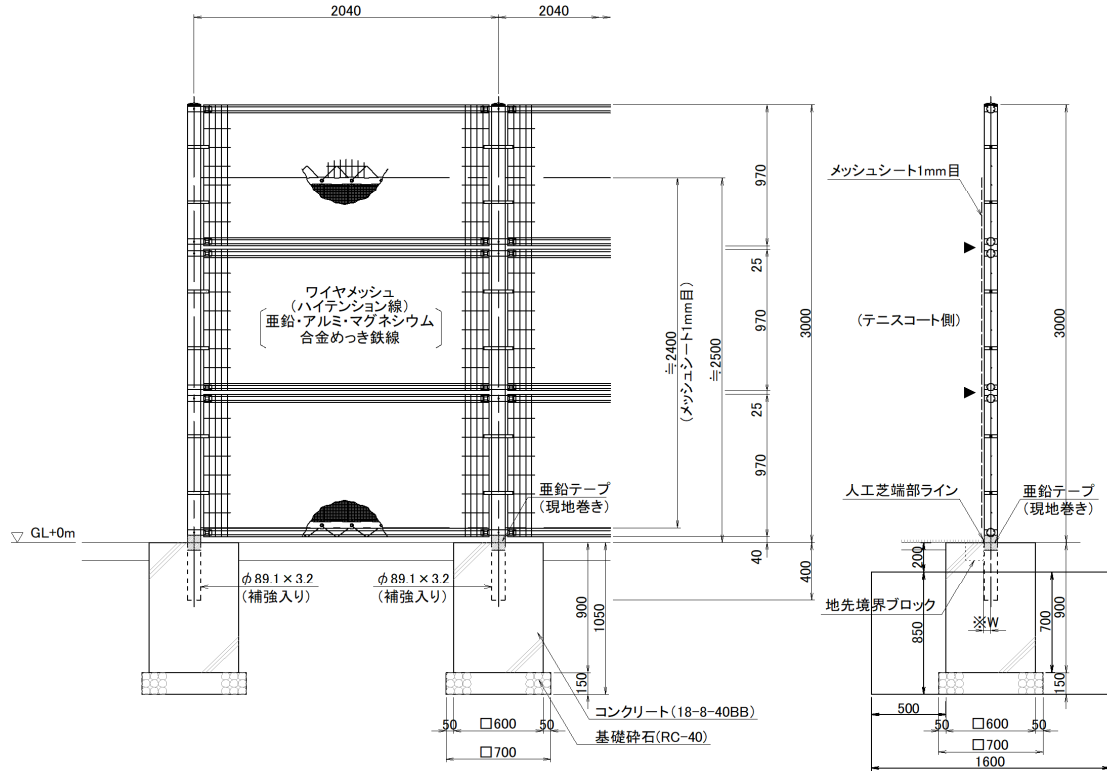 2040
2040
970
25
970
25
970
40
3000
400
≒2400
(メッシュシート1mm目)
≒2500
ワイヤメッシュ
(ハイテンション線)
亜鉛・アルミ・マグネシウム
合金めっき鉄線
亜鉛テープ
(現地巻き)
GL+0m
φ89.1×3.2
(補強入り)
φ89.1×3.2
(補強入り)
900
1050
150
コンクリート(18-8-40BB)
基礎砕石(RC-40)
50
□600
50
□700
メッシュシート1mm目
(テニスコート側)
3000
人工芝端部ライン
亜鉛テープ
(現地巻き)
200
地先境界ブロック
※W
850
700
900
150
500
50
□600
50
□700
1600